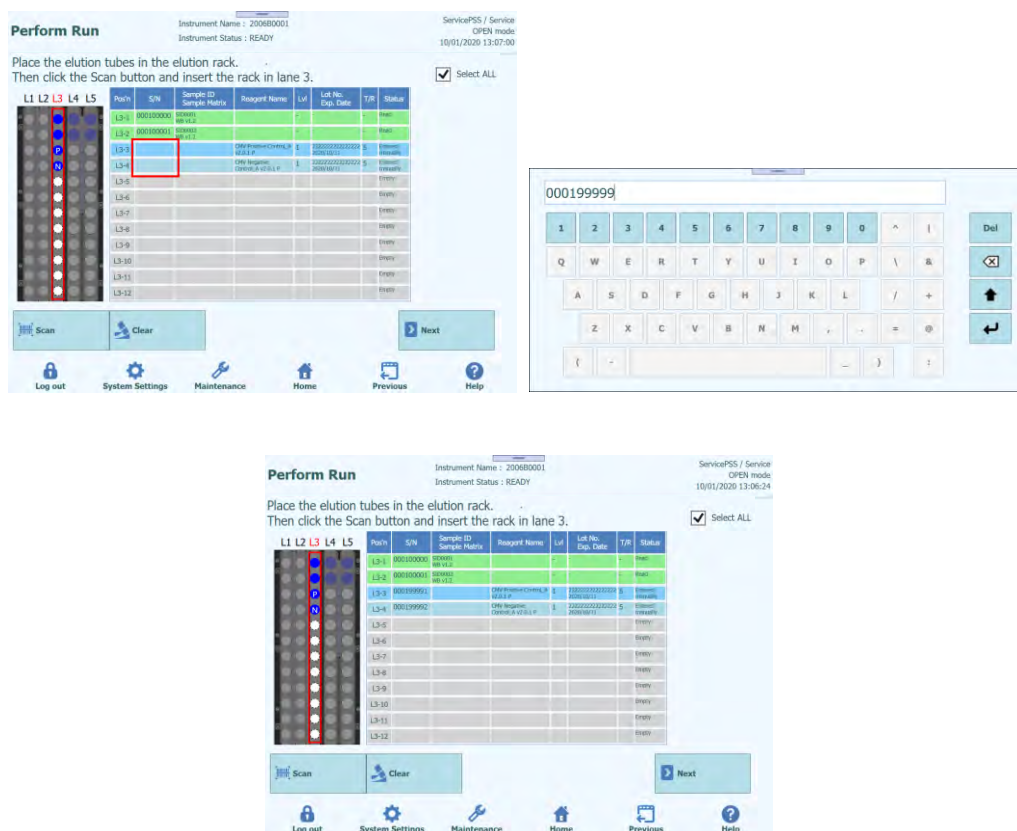 Perform Run
Instrument Name : 2006B0001
Instrument Status : READY
ServicePSS / Service
OPEN mode
10/01/2020 13:07:00
Place the elution tubes in the elution rack.
Then click the Scan button and insert the rack in lane 3.
Select ALL
L1 L2 L3 L4 L5
Pos'n S/N Sample ID Sample Matrix Reagent Name Lvl Lot No. Exp. Date T/R Status
L3-1 000100000 - -
L3-2 000100001 - -
P L3-3 1 5
N L3-4 1 5
L3-5 Empty
L3-6 Empty
L3-7 Empty
L3-8 Empty
L3-9 Empty
L3-10 Empty
L3-11 Empty
L3-12 Empty
Scan
Clear
Next
Log out
System Settings
Maintenance
Home
Previous
Help
000199999
1 2 3 4 5 6 7 8 9 0 ^ | Del
Q W E R T Y U I O P \ &
A S D F G H J K L / +
Z X C V B N M , . = @
( - _ ) :
Perform Run
Instrument Name : 2006B0001
Instrument Status : READY
ServicePSS / Service
OPEN mode
10/01/2020 13:06:24
Place the elution tubes in the elution rack.
Then click the Scan button and insert the rack in lane 3.
Select ALL
L1 L2 L3 L4 L5
Pos'n S/N Sample ID Sample Matrix Reagent Name Lvl Lot No. Exp. Date T/R Status
L3-1 000100000 - -
L3-2 000100001 - -
P L3-3 000199991 1 5
N L3-4 000199992 1 5
L3-5 Empty
L3-6 Empty
L3-7 Empty
L3-8 Empty
L3-9 Empty
L3-10 Empty
L3-11 Empty
L3-12 Empty
Scan
Clear
Next
Log out
System Settings
Maintenance
Home
Previous
Help